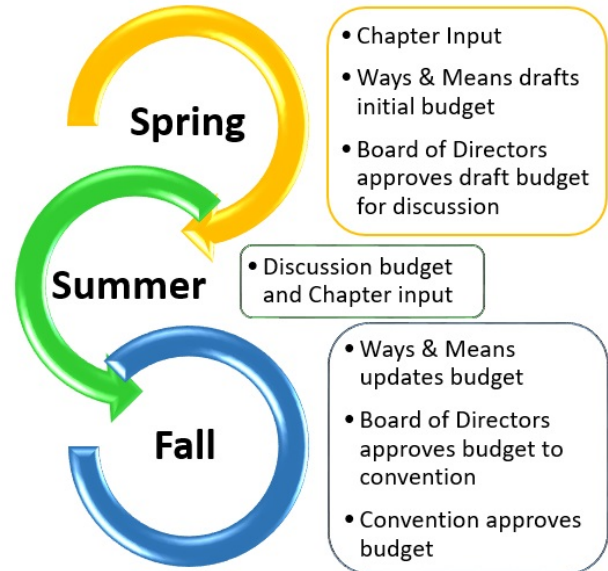 Spring
• Chapter Input
• Ways & Means drafts
initial budget
• Board of Directors
approves draft budget
for discussion
Summer
• Discussion budget
and Chapter input
Fall
• Ways & Means
updates budget
• Board of Directors
approves budget to
convention
• Convention approves
budget